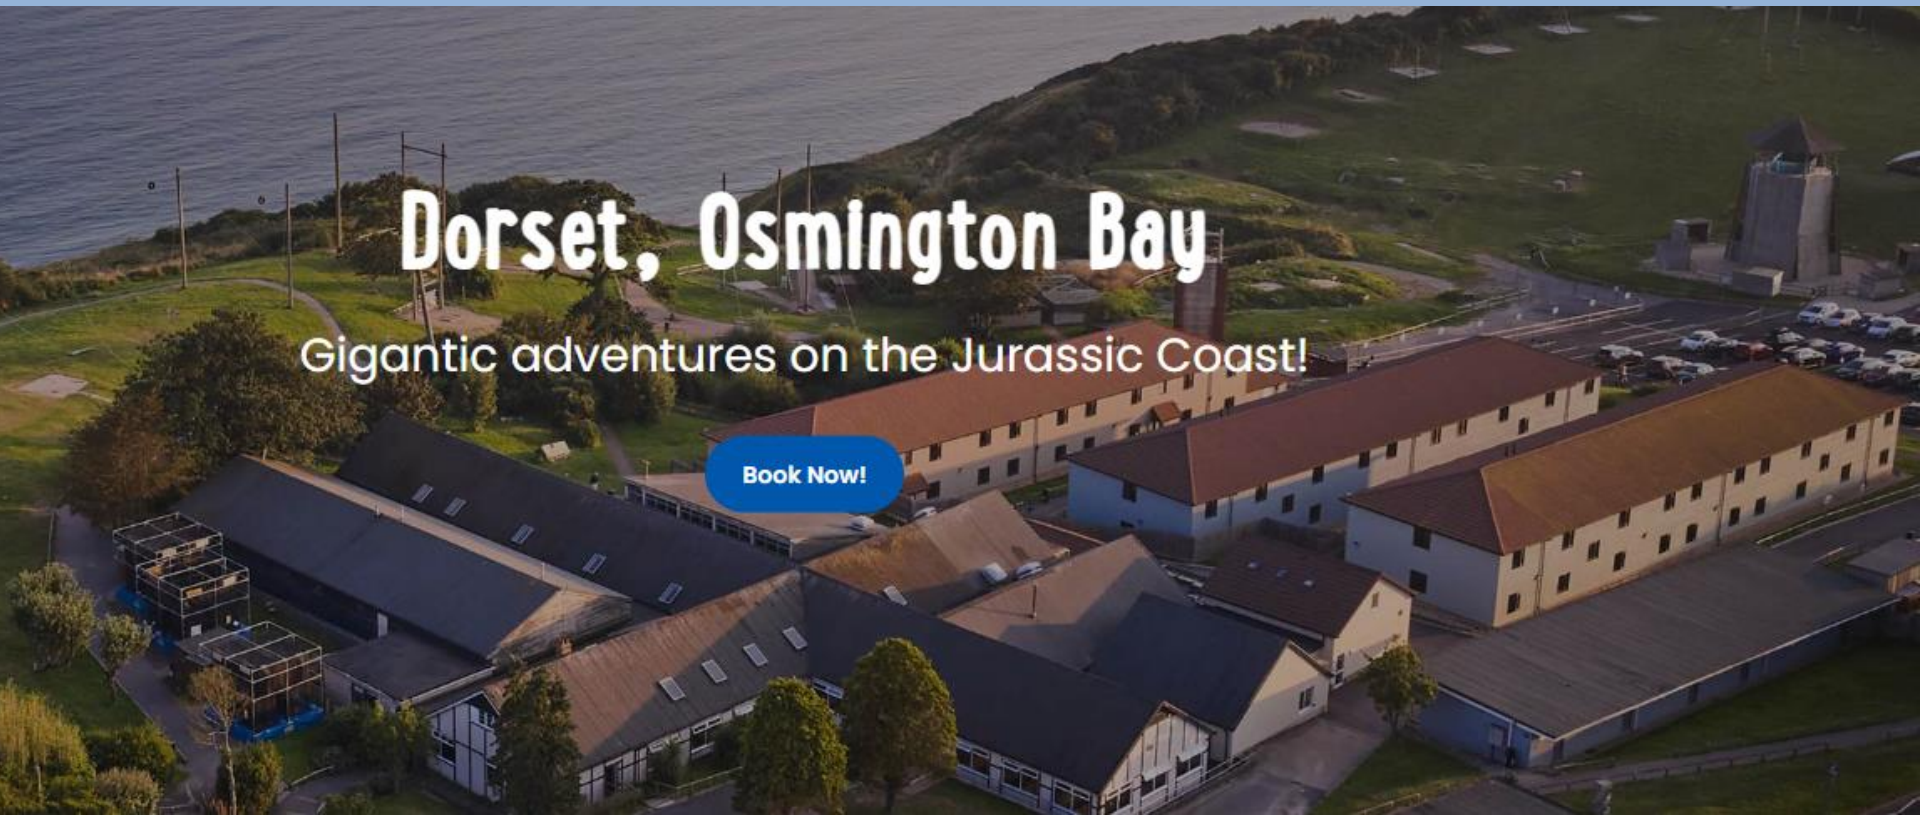 Dorset, Osmington Bay
Gigantic adventures on the Jurassic Coast!
Book Now!